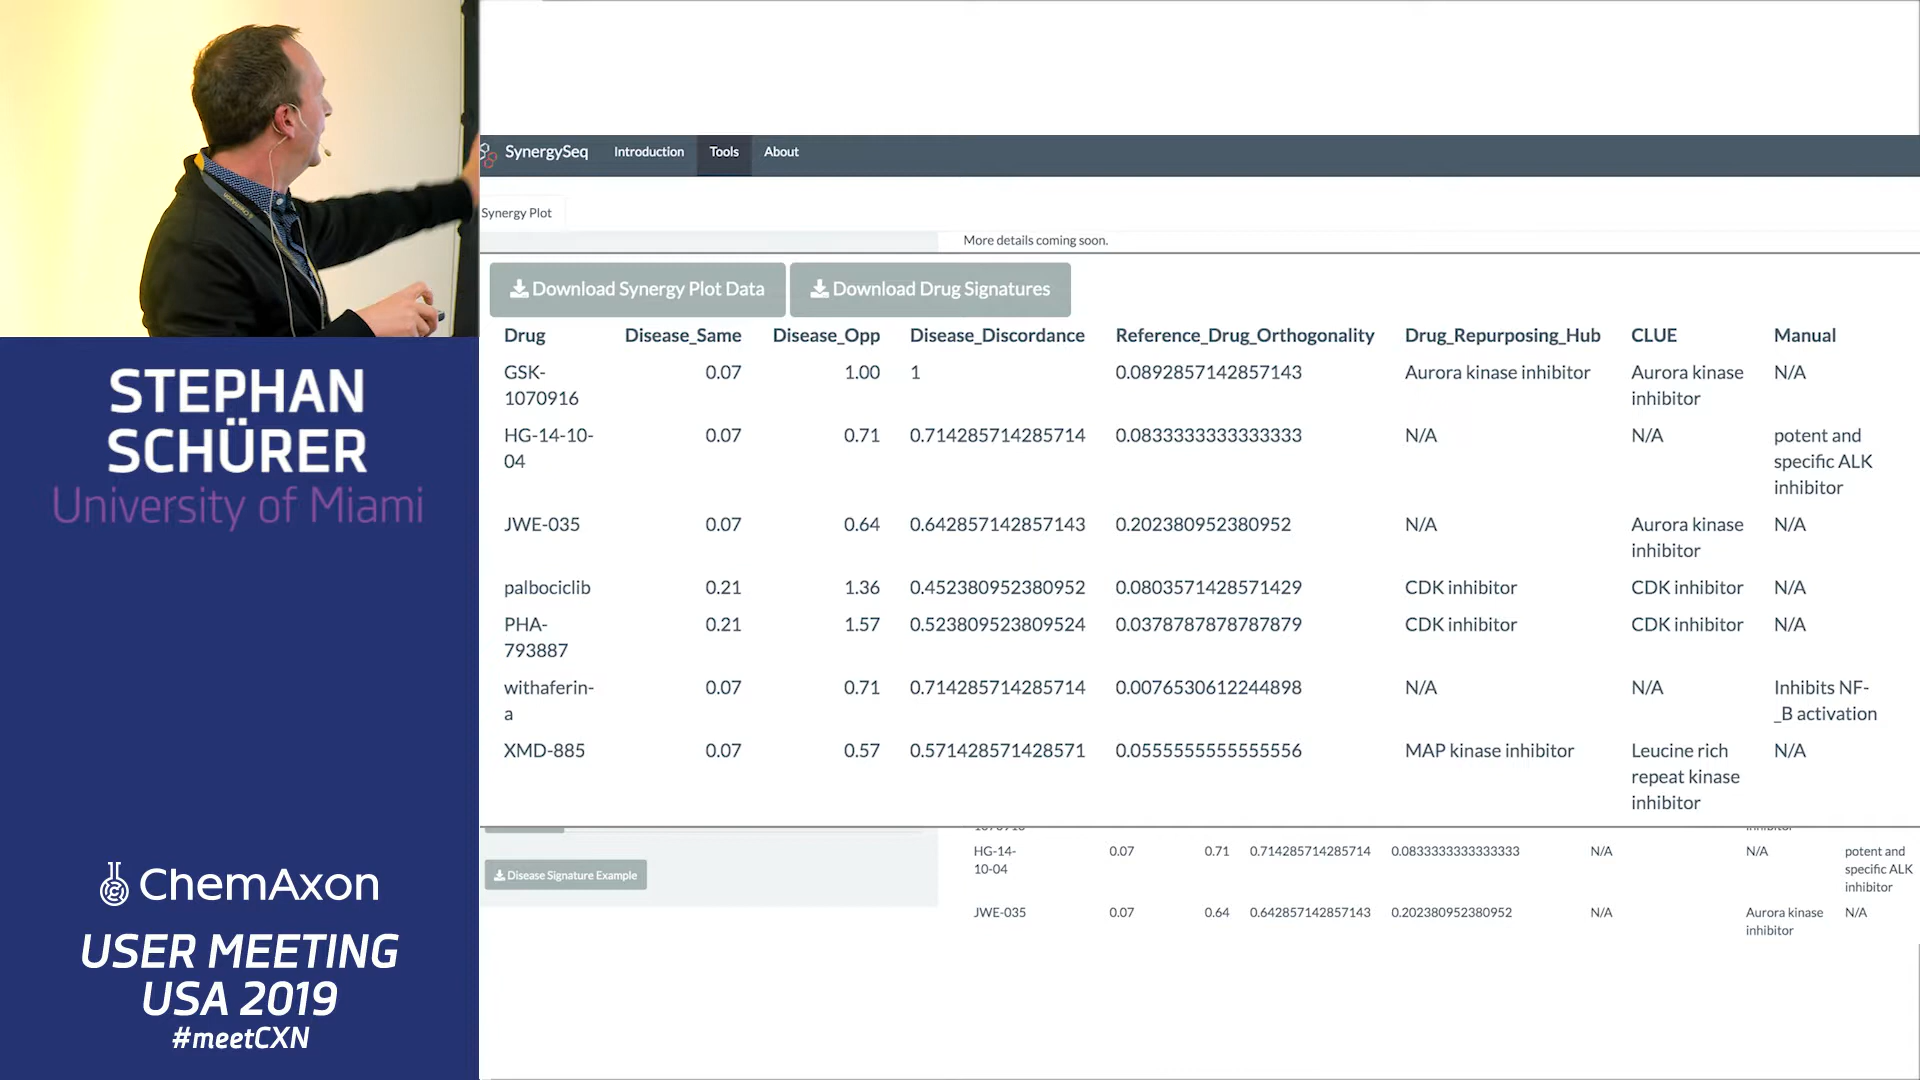 SynergySeq Introduction Tools About
Synergy Plot
More details coming soon.
Download Synergy Plot Data Download Drug Signatures
Drug Disease_Same Disease_Opp Disease_Discordance Reference_Drug_Orthogonality Drug_Repurposing_Hub CLUE Manual
GSK- 0.07 1.00 1 0.0892857142857143 Aurora kinase inhibitor Aurora kinase N/A
1070916 inhibitor
HG-14-10- 0.07 0.71 0.714285714285714 0.0833333333333333 N/A N/A potent and
04 specific ALK
inhibitor
JWE-035 0.07 0.64 0.642857142857143 0.202380952380952 N/A Aurora kinase N/A
inhibitor
palbociclib 0.21 1.36 0.452380952380952 0.0803571428571429 CDK inhibitor CDK inhibitor N/A
PHA- 0.21 1.57 0.523809523809524 0.0378787878787879 CDK inhibitor CDK inhibitor N/A
793887
withaferin- 0.07 0.71 0.714285714285714 0.0076530612244898 N/A N/A Inhibits NF-
a _B activation
XMD-885 0.07 0.57 0.571428571428571 0.0555555555555556 MAP kinase inhibitor Leucine rich N/A
repeat kinase
inhibitor
HG-14- 0.07 0.71 0.714285714285714 0.0833333333333333 N/A N/A potent and
10-04 specific ALK
inhibitor
Disease Signature Example
JWE-035 0.07 0.64 0.642857142857143 0.202380952380952 N/A Aurora kinase N/A
inhibitor
STEPHAN
SCHÜRER
University of Miami
ChemAxon
USER MEETING
USA 2019
#meetCXN